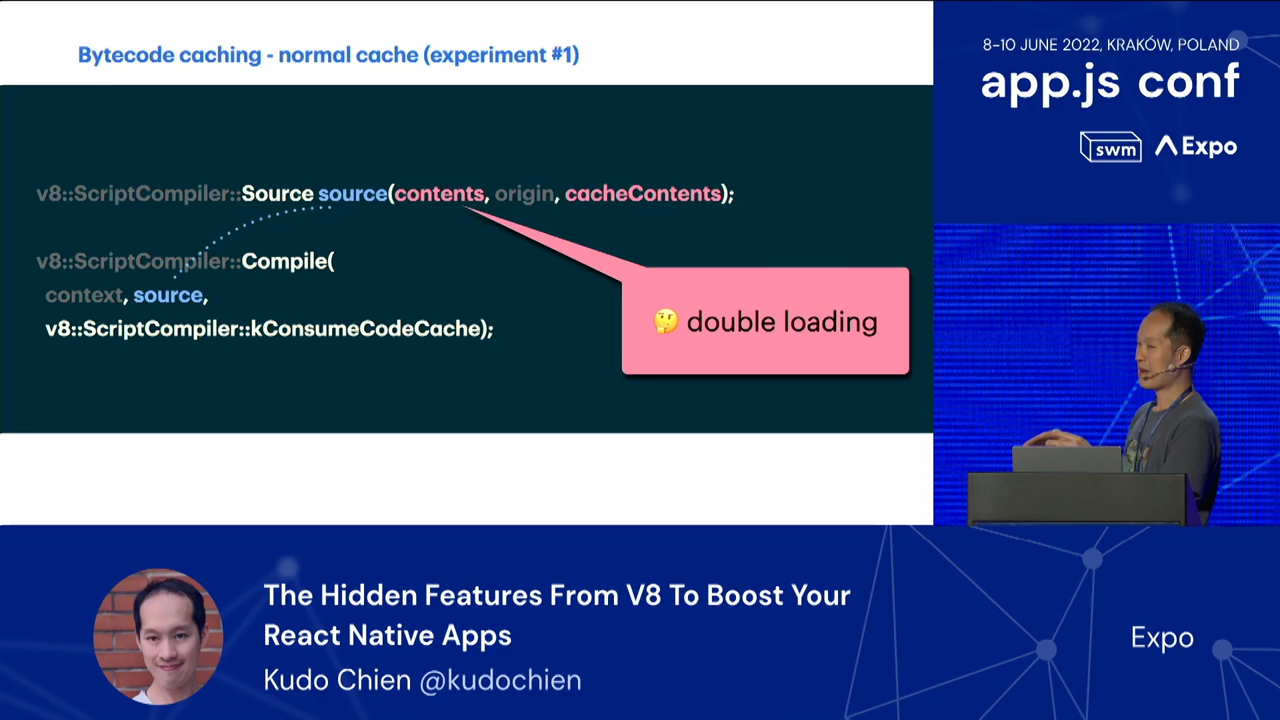 Bytecode caching - normal cache (experiment #1)
v8::ScriptCompiler::Source source(contents, origin, cacheContents);
v8::ScriptCompiler::Compile(
context, source,
v8::ScriptCompiler::kConsumeCodeCache);
🤔 double loading
8-10 JUNE 2022, KRAKÓW, POLAND
app.js conf
swm Expo
The Hidden Features From V8 To Boost Your
React Native Apps
Kudo Chien @kudochien
Expo